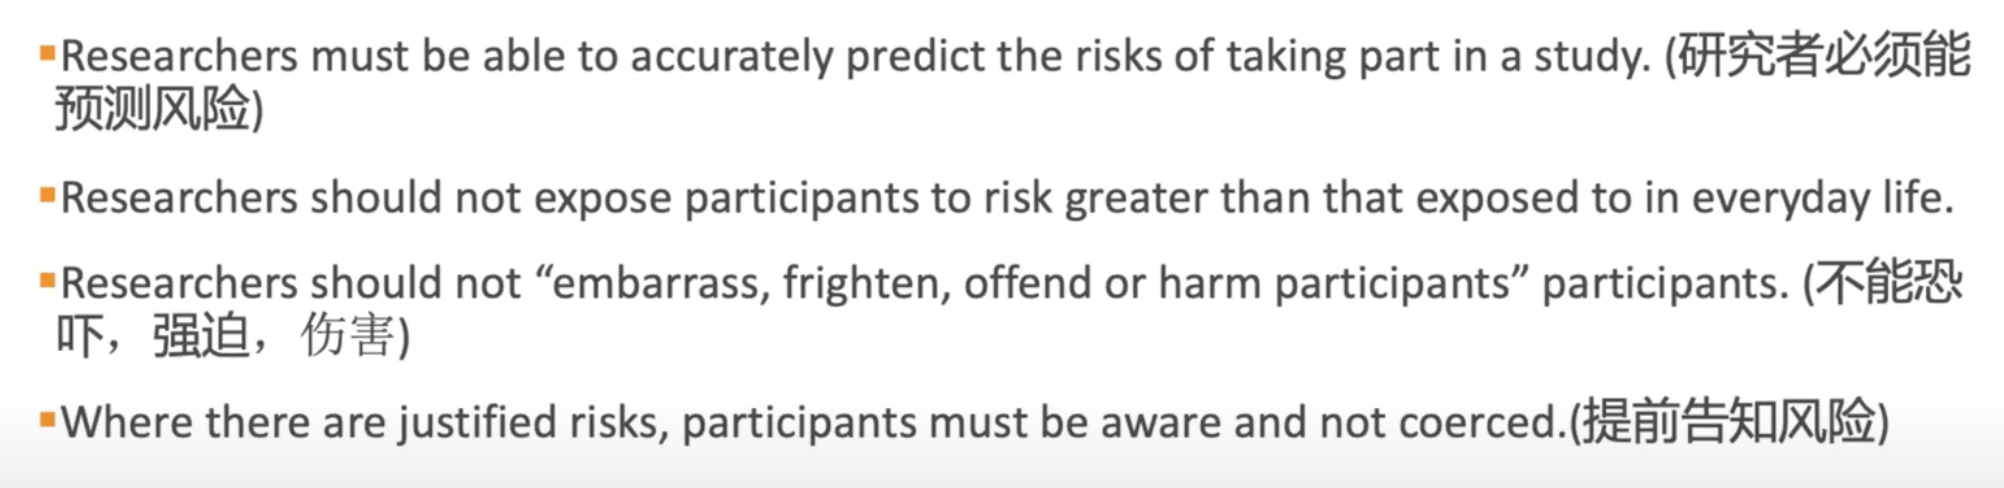 ▪Researchers must be able to accurately predict the risks of taking part in a study. (研究者必须能
预测风险)
▪Researchers should not expose participants to risk greater than that exposed to in everyday life.
▪Researchers should not “embarrass, frighten, offend or harm participants” participants. (不能恐
吓，强迫，伤害)
▪Where there are justified risks, participants must be aware and not coerced.(提前告知风险)